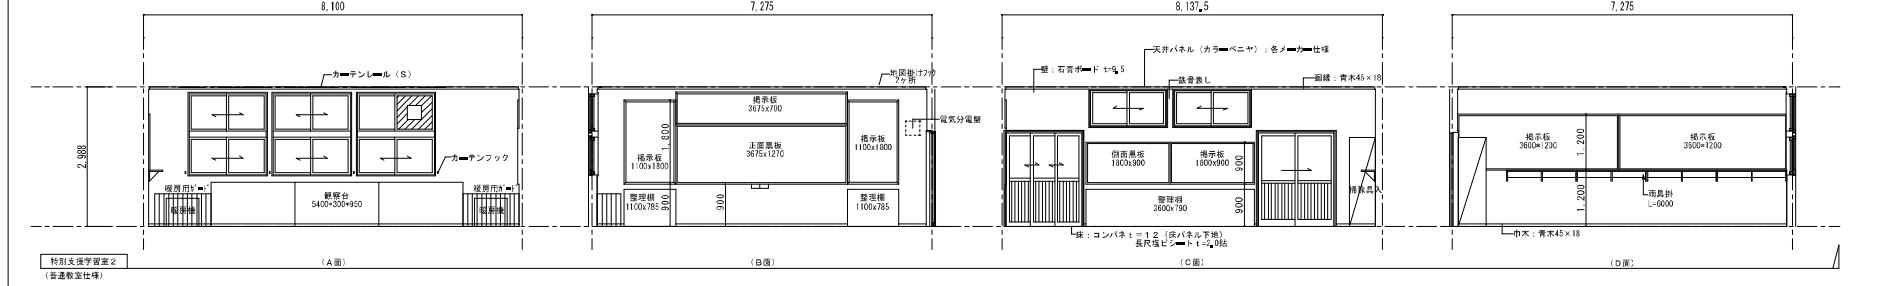 8,100
7,275
8,137.5
7,275
カーテンレール（S）
地図掛けフック
2ヶ所
天井パネル（カラーベニヤ）：各メーカー仕様
壁：石膏ボード t=9.5
鉄骨表し
廻縁：青木45×18
2,988
カーテンフック
暖房用ガード
暖房機
観察台
5400*300*950
暖房用ガード
暖房機
掲示板
3675x700
1,800
正面黒板
3675x1270
掲示板
1100x1800
掲示板
1100x1800
電気分電盤
整理棚
1100x785
900
900
整理棚
1100x785
側面黒板
1800x900
掲示板
1800x900
900
整理棚
3600x790
900
掃除具入
床：コンパネｔ＝１２（床パネル下地）
長尺塩ビシートt=2.0貼
掲示板
3600*1200
1,200
掲示板
3600*1200
雨具掛
L=6000
1,200
巾木：青木45×18
特別支援学習室２
（普通教室仕様）
（A面）
（B面）
（C面）
（D面）